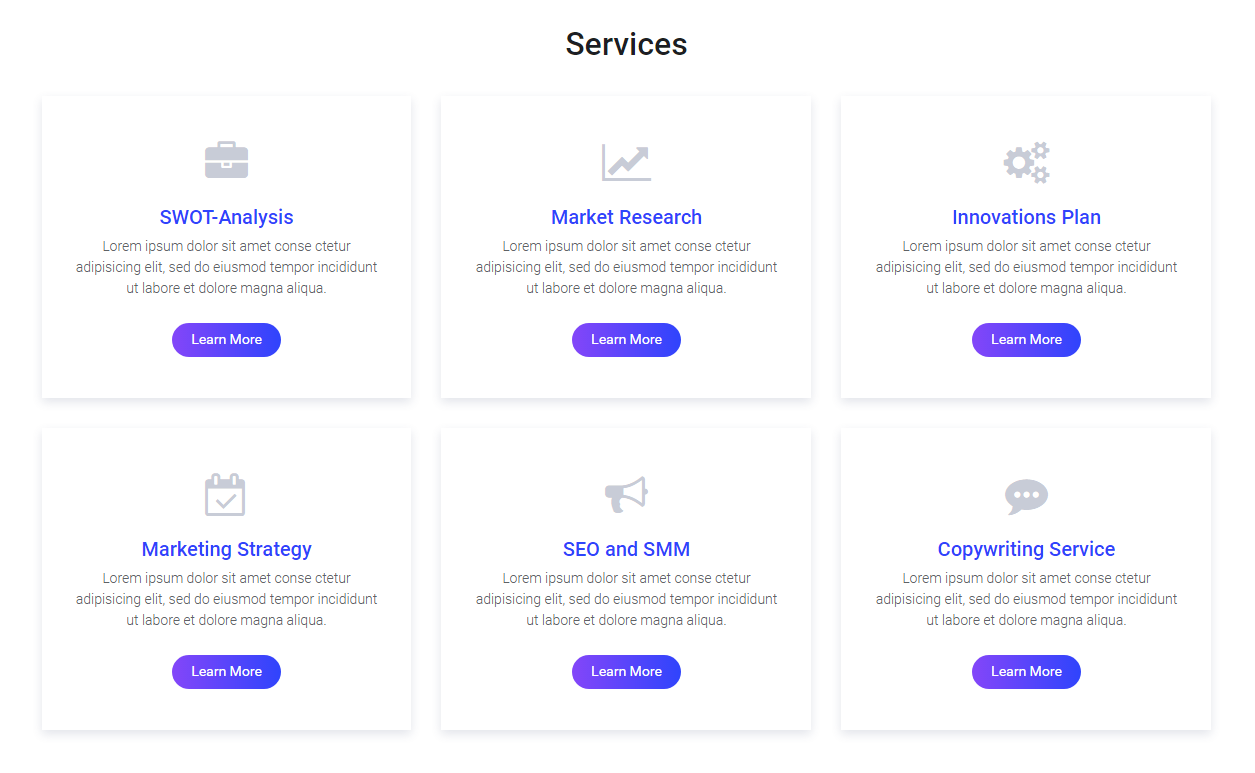 Services
SWOT-Analysis
Lorem ipsum dolor sit amet conse ctetur
adipisicing elit, sed do eiusmod tempor incididunt
ut labore et dolore magna aliqua.
Learn More
Market Research
Lorem ipsum dolor sit amet conse ctetur
adipisicing elit, sed do eiusmod tempor incididunt
ut labore et dolore magna aliqua.
Learn More
Innovations Plan
Lorem ipsum dolor sit amet conse ctetur
adipisicing elit, sed do eiusmod tempor incididunt
ut labore et dolore magna aliqua.
Learn More
Marketing Strategy
Lorem ipsum dolor sit amet conse ctetur
adipisicing elit, sed do eiusmod tempor incididunt
ut labore et dolore magna aliqua.
Learn More
SEO and SMM
Lorem ipsum dolor sit amet conse ctetur
adipisicing elit, sed do eiusmod tempor incididunt
ut labore et dolore magna aliqua.
Learn More
Copywriting Service
Lorem ipsum dolor sit amet conse ctetur
adipisicing elit, sed do eiusmod tempor incididunt
ut labore et dolore magna aliqua.
Learn More